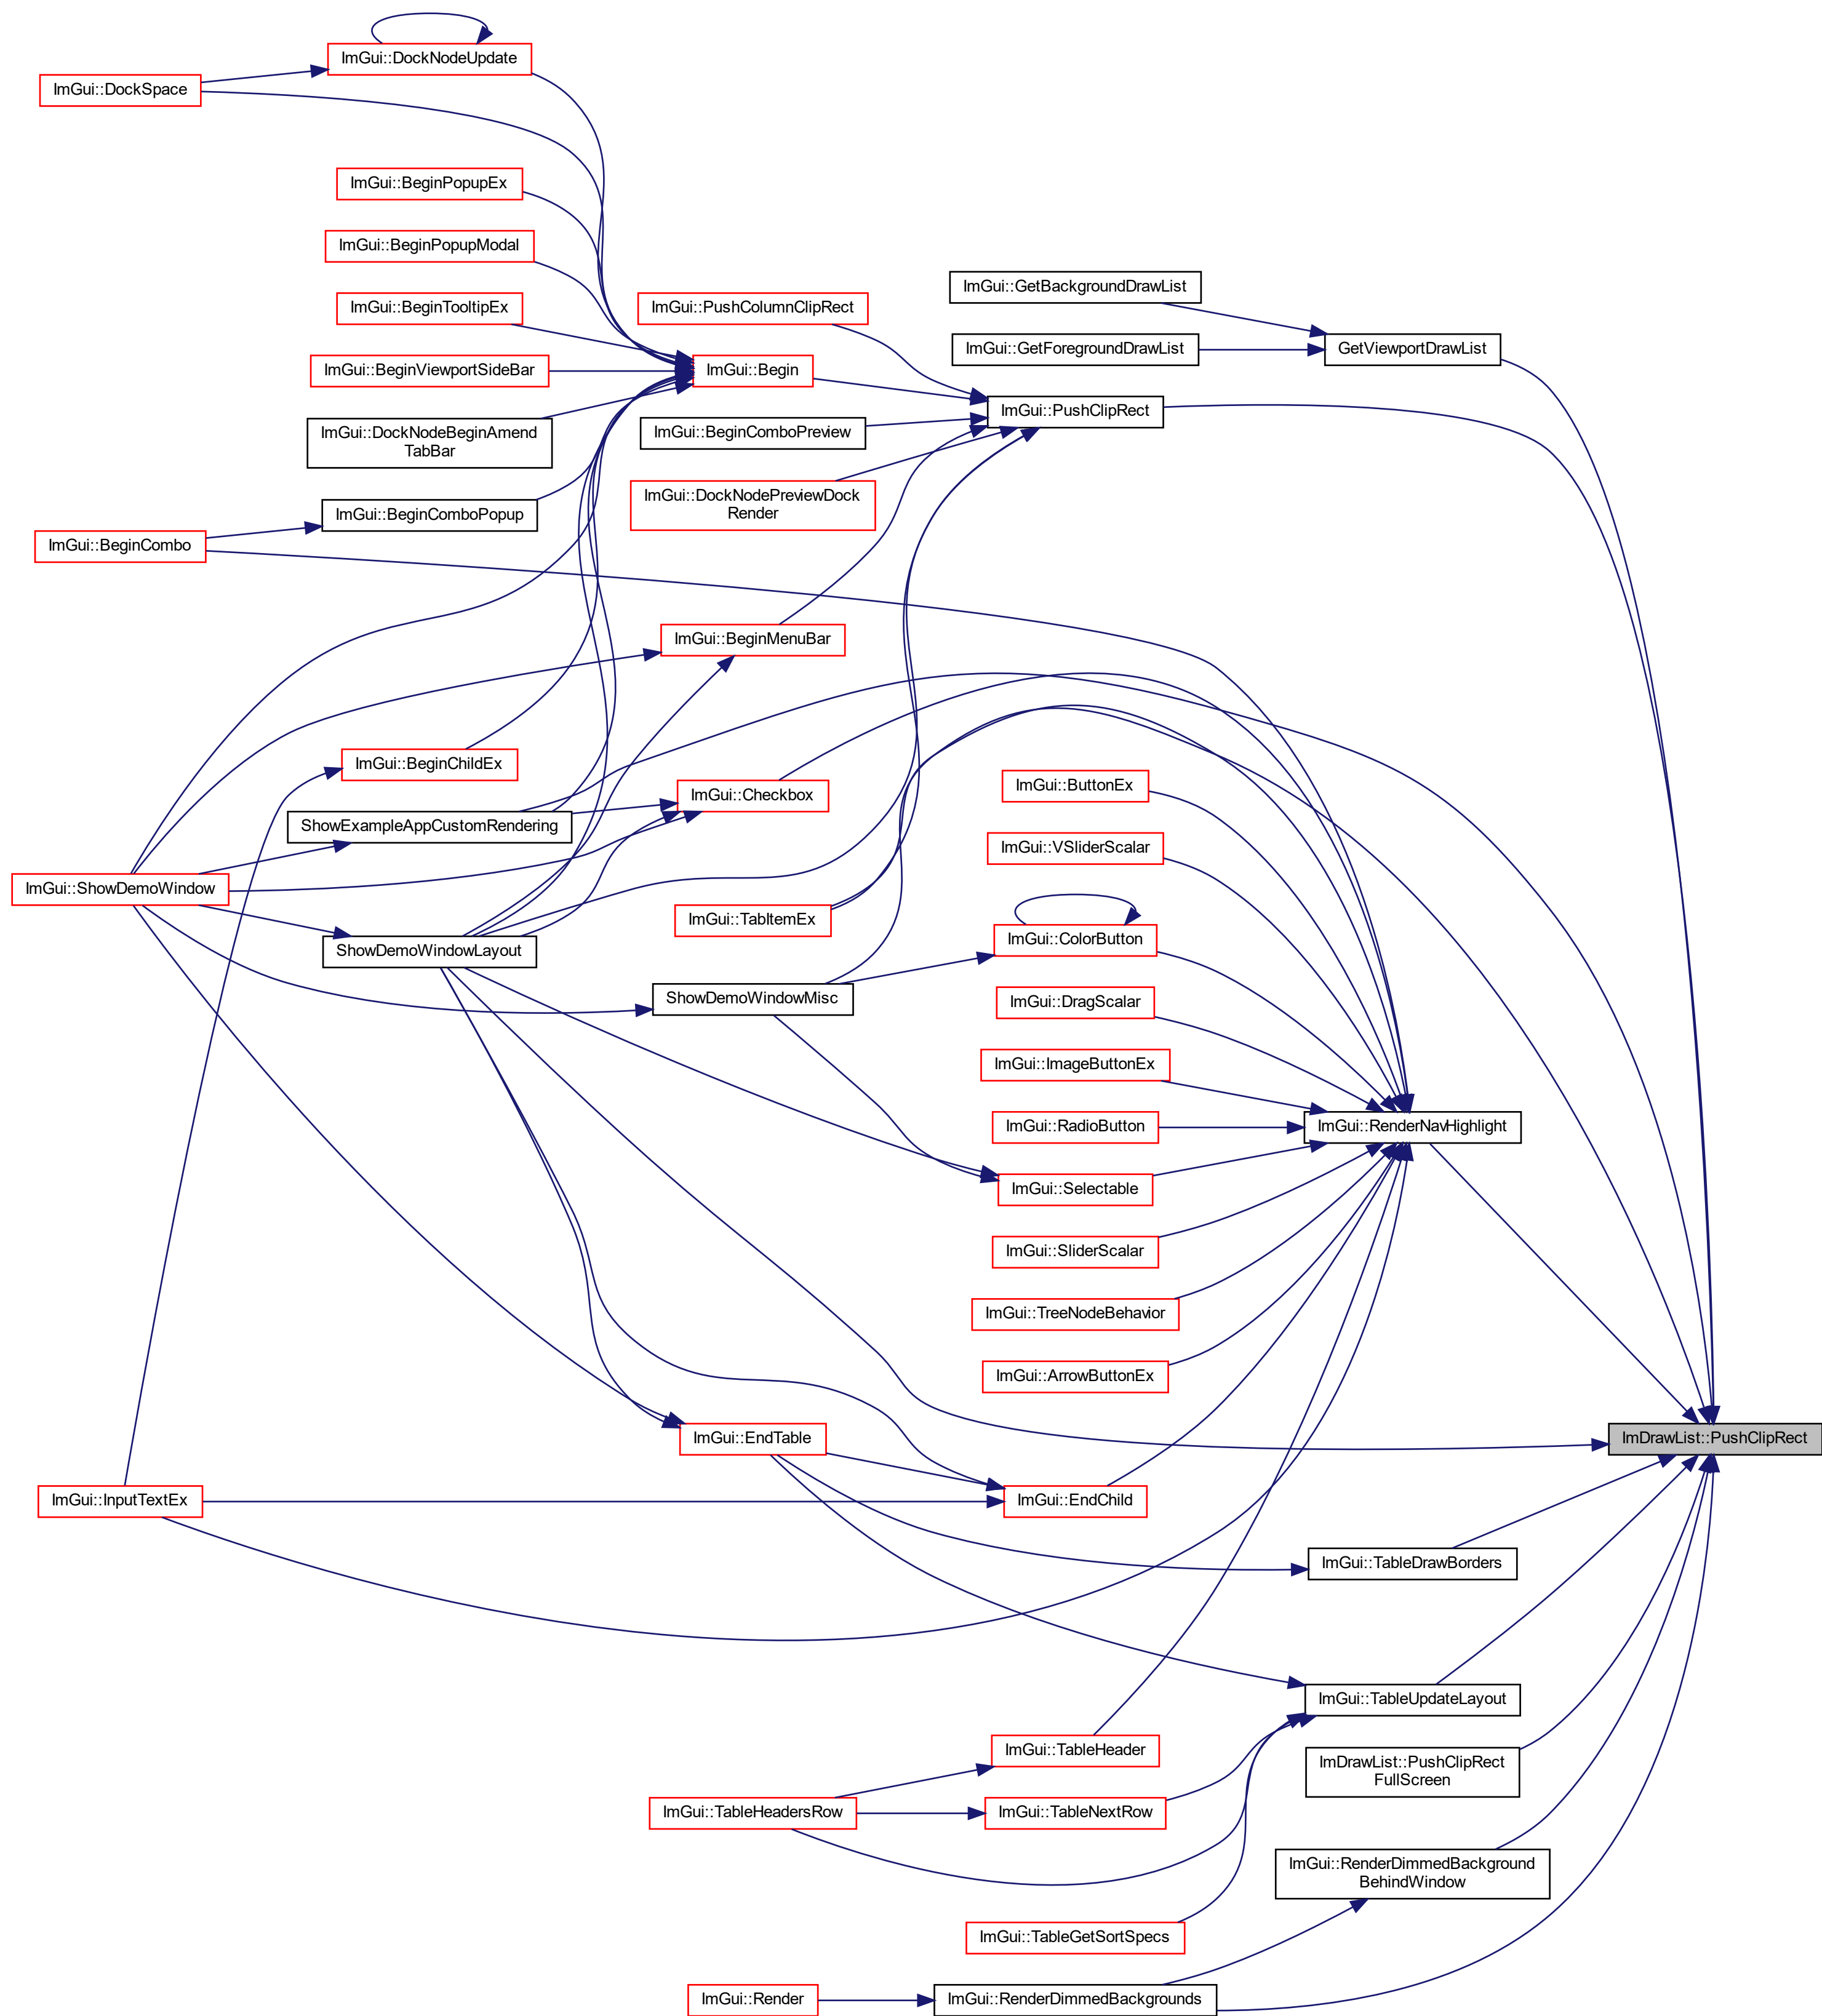 ImGui::DockNodeUpdate
ImGui::DockSpace
ImGui::BeginPopupEx
ImGui::BeginPopupModal
ImGui::GetBackgroundDrawList
ImGui::BeginTooltipEx
ImGui::PushColumnClipRect
ImGui::GetForegroundDrawList
GetViewportDrawList
ImGui::BeginViewportSideBar
ImGui::Begin
ImGui::PushClipRect
ImGui::DockNodeBeginAmend
TabBar
ImGui::BeginComboPreview
ImGui::DockNodePreviewDock
Render
ImGui::BeginComboPopup
ImGui::BeginCombo
ImGui::BeginMenuBar
ImGui::BeginChildEx
ImGui::ButtonEx
ImGui::Checkbox
ShowExampleAppCustomRendering
ImGui::VSliderScalar
ImGui::ShowDemoWindow
ImGui::TabItemEx
ImGui::ColorButton
ShowDemoWindowLayout
ShowDemoWindowMisc
ImGui::DragScalar
ImGui::ImageButtonEx
ImGui::RadioButton
ImGui::RenderNavHighlight
ImGui::Selectable
ImGui::SliderScalar
ImGui::TreeNodeBehavior
ImGui::ArrowButtonEx
ImGui::EndTable
ImDrawList::PushClipRect
ImGui::InputTextEx
ImGui::EndChild
ImGui::TableDrawBorders
ImGui::TableUpdateLayout
ImGui::TableHeader
ImDrawList::PushClipRect
FullScreen
ImGui::TableHeadersRow
ImGui::TableNextRow
ImGui::RenderDimmedBackground
BehindWindow
ImGui::TableGetSortSpecs
ImGui::Render
ImGui::RenderDimmedBackgrounds